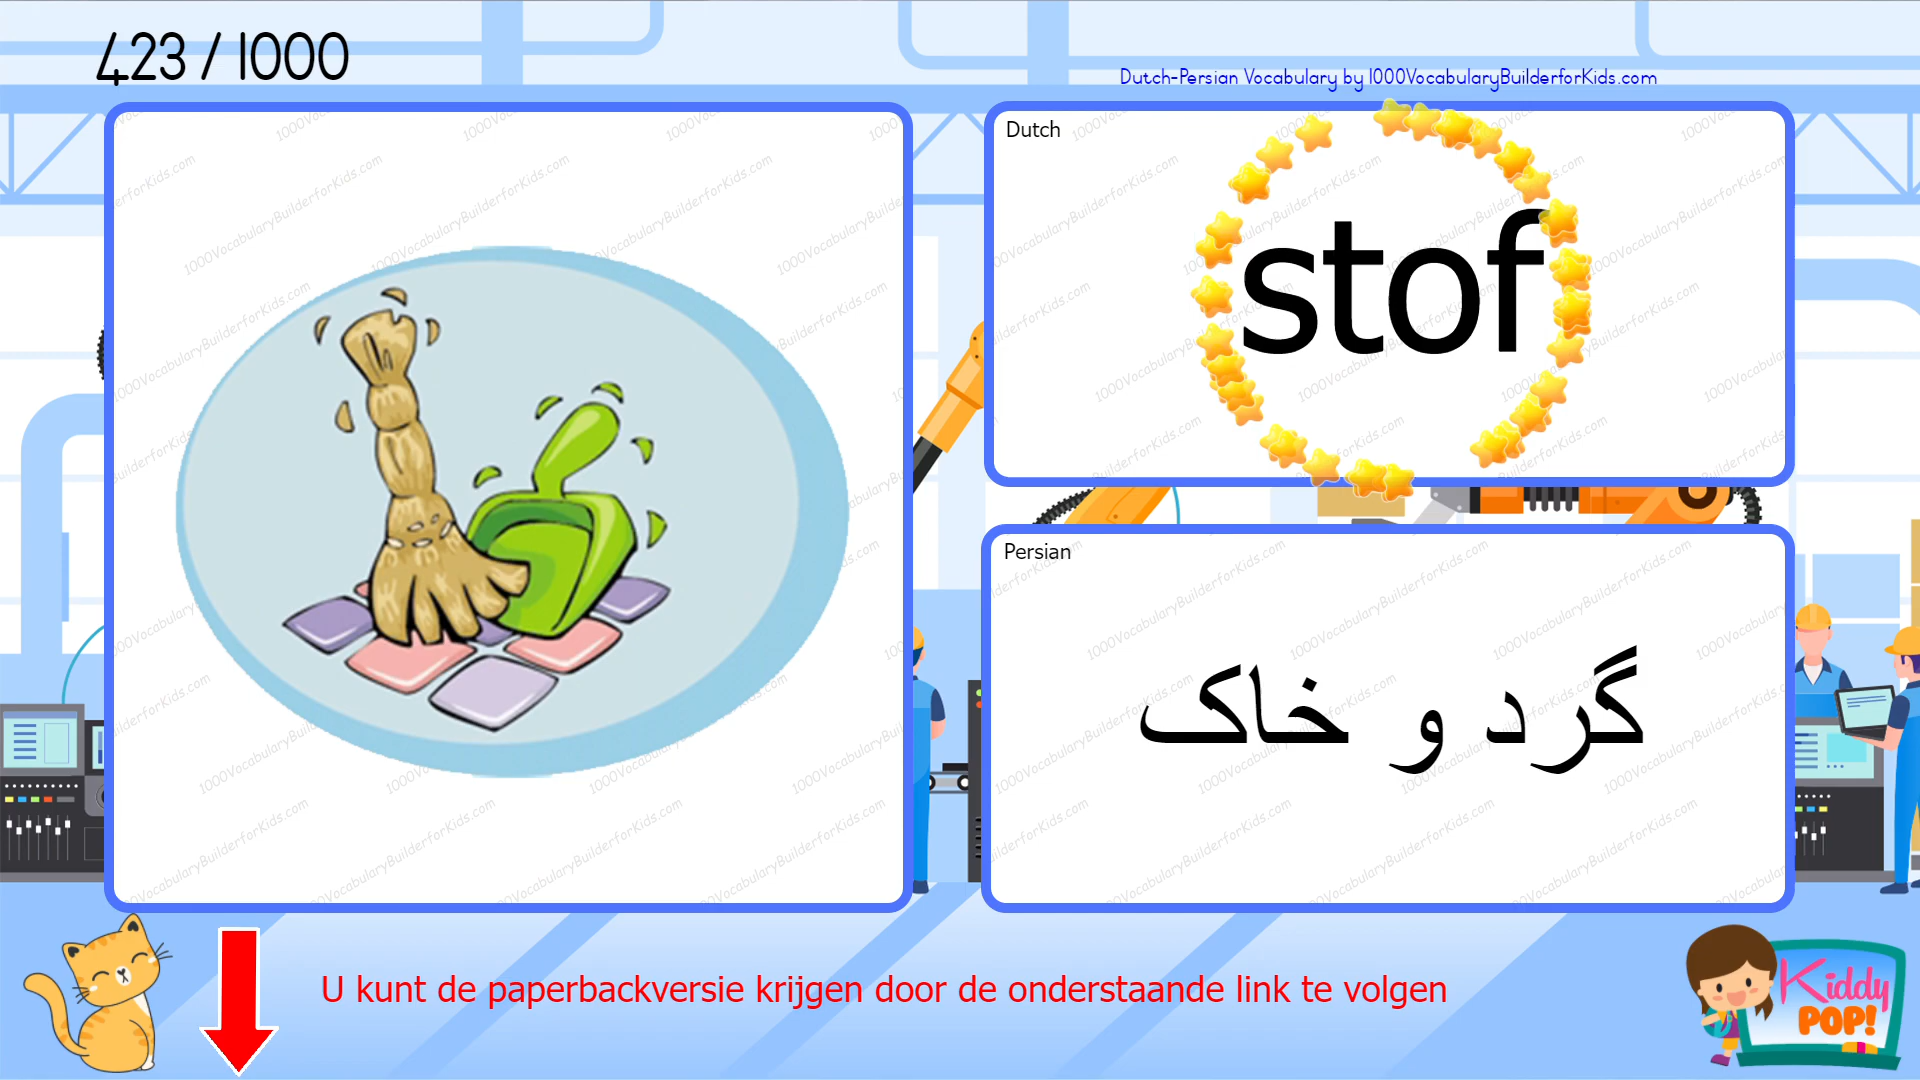 423 / 1000
Dutch-Persian Vocabulary by 1000VocabularyBuilderforKids.com
Dutch
stof
Persian
گرد و خاک
U kunt de paperbackversie krijgen door de onderstaande link te volgen
Kiddy
POP!